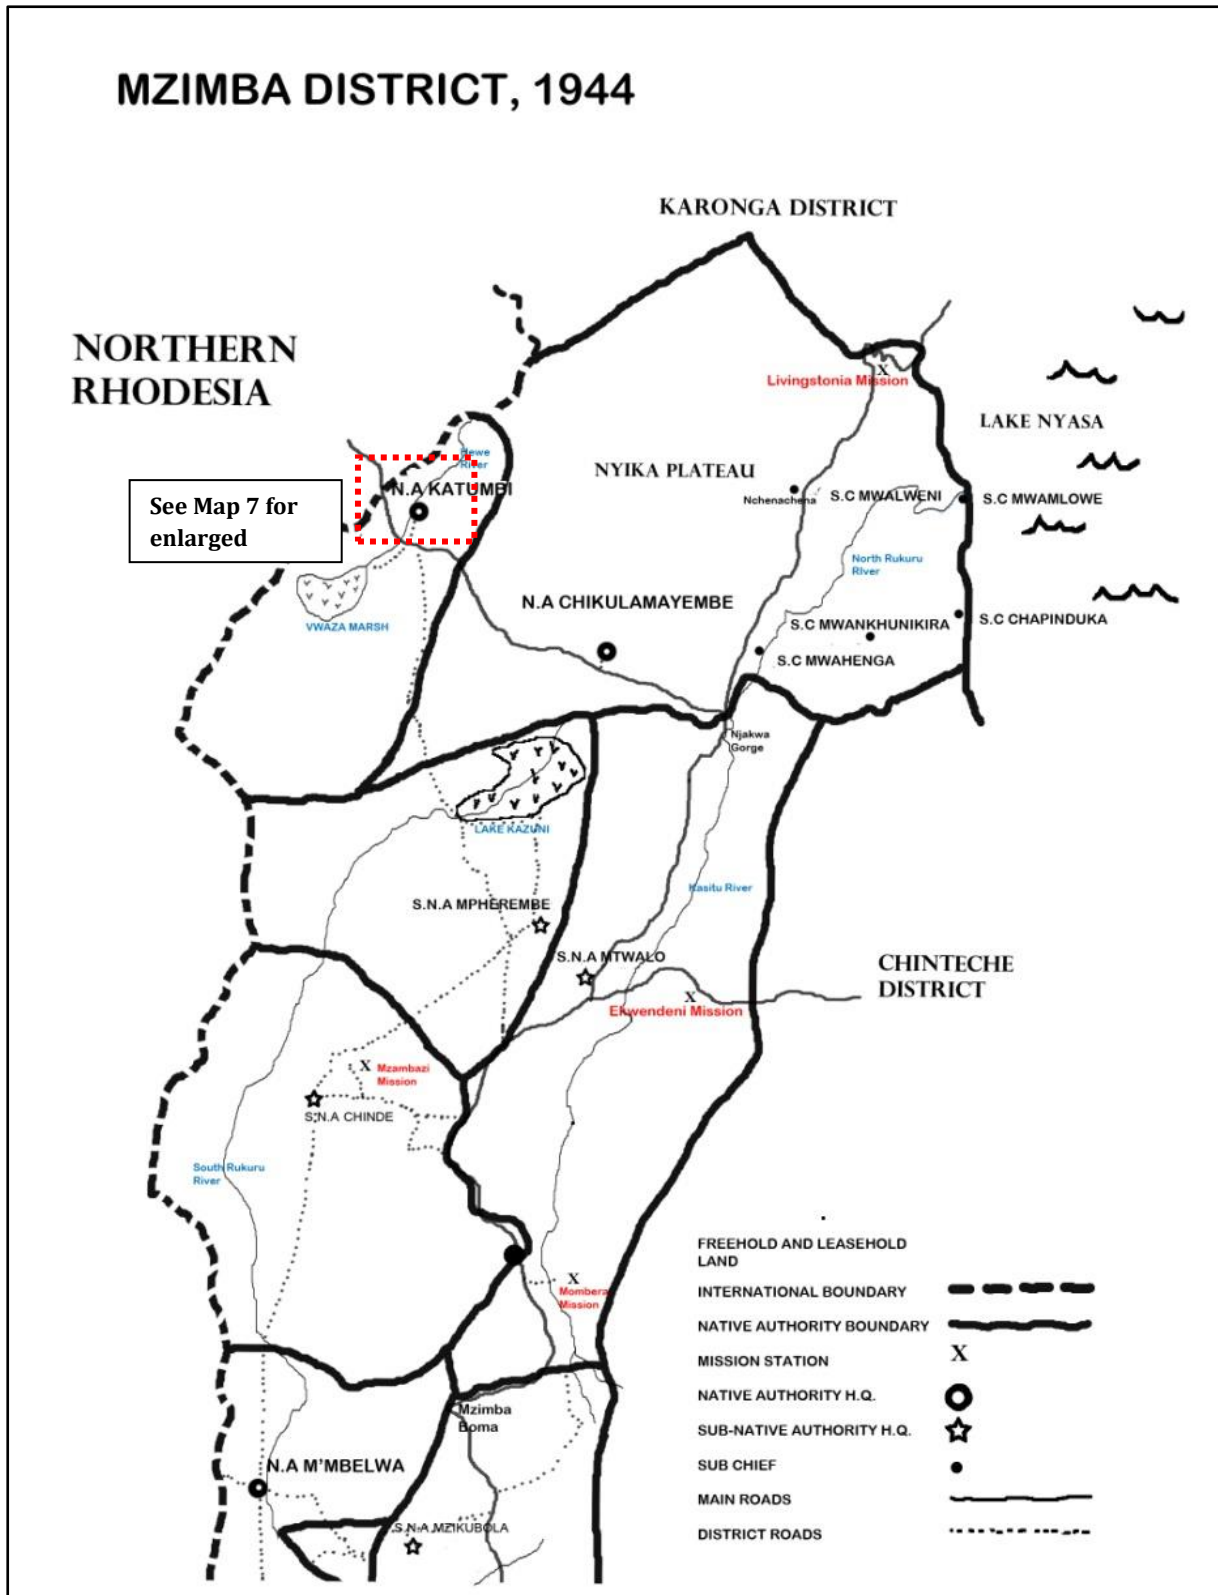 MZIMBA DISTRICT, 1944
KARONGA DISTRICT
NORTHERN
RHODESIA
Livingstonia Mission
X
LAKE NYASA
Hewe
River
NYIKA PLATEAU
N.A KATUMBI
See Map 7 for
enlarged
Nchenachena
S.C MWALWENI
S.C MWAMLOWE
North Rukuru
River
VWAZA MARSH
N.A CHIKULAMAYEMBE
S.C MWANKHUNIKIRA
S.C CHAPINDUKA
S.C MWAHENGA
Njakwa
Gorge
LAKE KAZUNI
Kasitu River
S.N.A MPHEREMBE
S.N.A MTWALO
CHINTECHE
DISTRICT
X
Ekwendeni Mission
X
Mzambazi
Mission
S.N.A CHINDE
South Rukuru
River
X
Mombera
Mission
Mzimba
Boma
N.A M'MBELWA
S.N.A MZIKUBOLA
FREEHOLD AND LEASEHOLD
LAND
INTERNATIONAL BOUNDARY
NATIVE AUTHORITY BOUNDARY
MISSION STATION X
NATIVE AUTHORITY H.Q.
SUB-NATIVE AUTHORITY H.Q.
SUB CHIEF
MAIN ROADS
DISTRICT ROADS